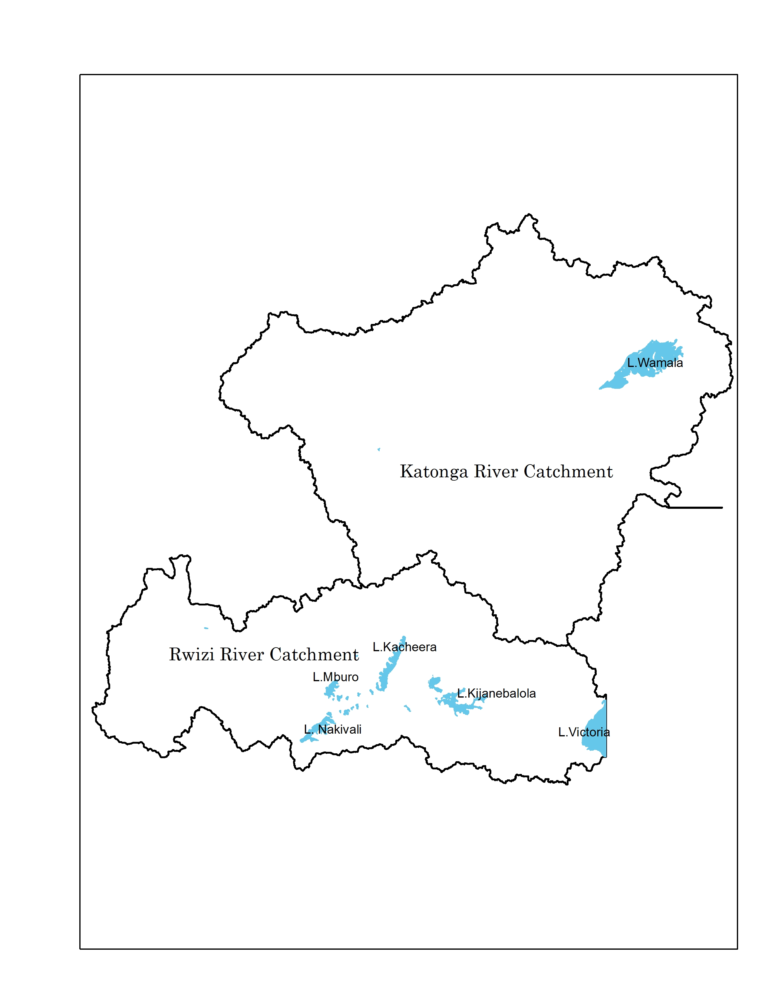 L.Wamala
Katonga River Catchment
L.Kacheera
Rwizi River Catchment
L.Mburo
L.Kijanebalola
L. Nakivali
L.Victoria